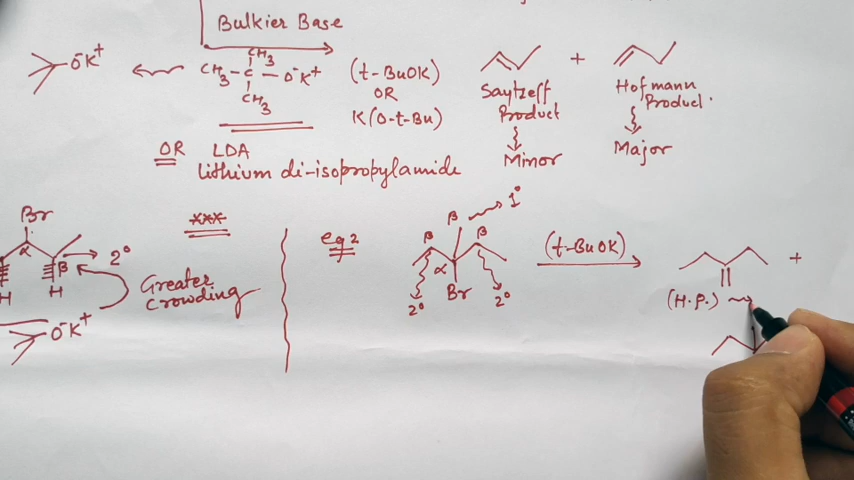 Bulkier Base
O⁻K⁺
CH₃
CH₃-C-O⁻K⁺
CH₃
(t-BuOK)
OR
K(O-t-Bu)
+
Saytzeff
Product
Minor
Hofmann
Product.
Major
OR LDA
Lithium di-isopropylamide
Br
α
2°
β
H
H
O⁻K⁺
×××
Greater
Crowding
eg 2
β
1°
β
β
α
Br
2°
2°
(t-BuOK)
+
(H.P.)